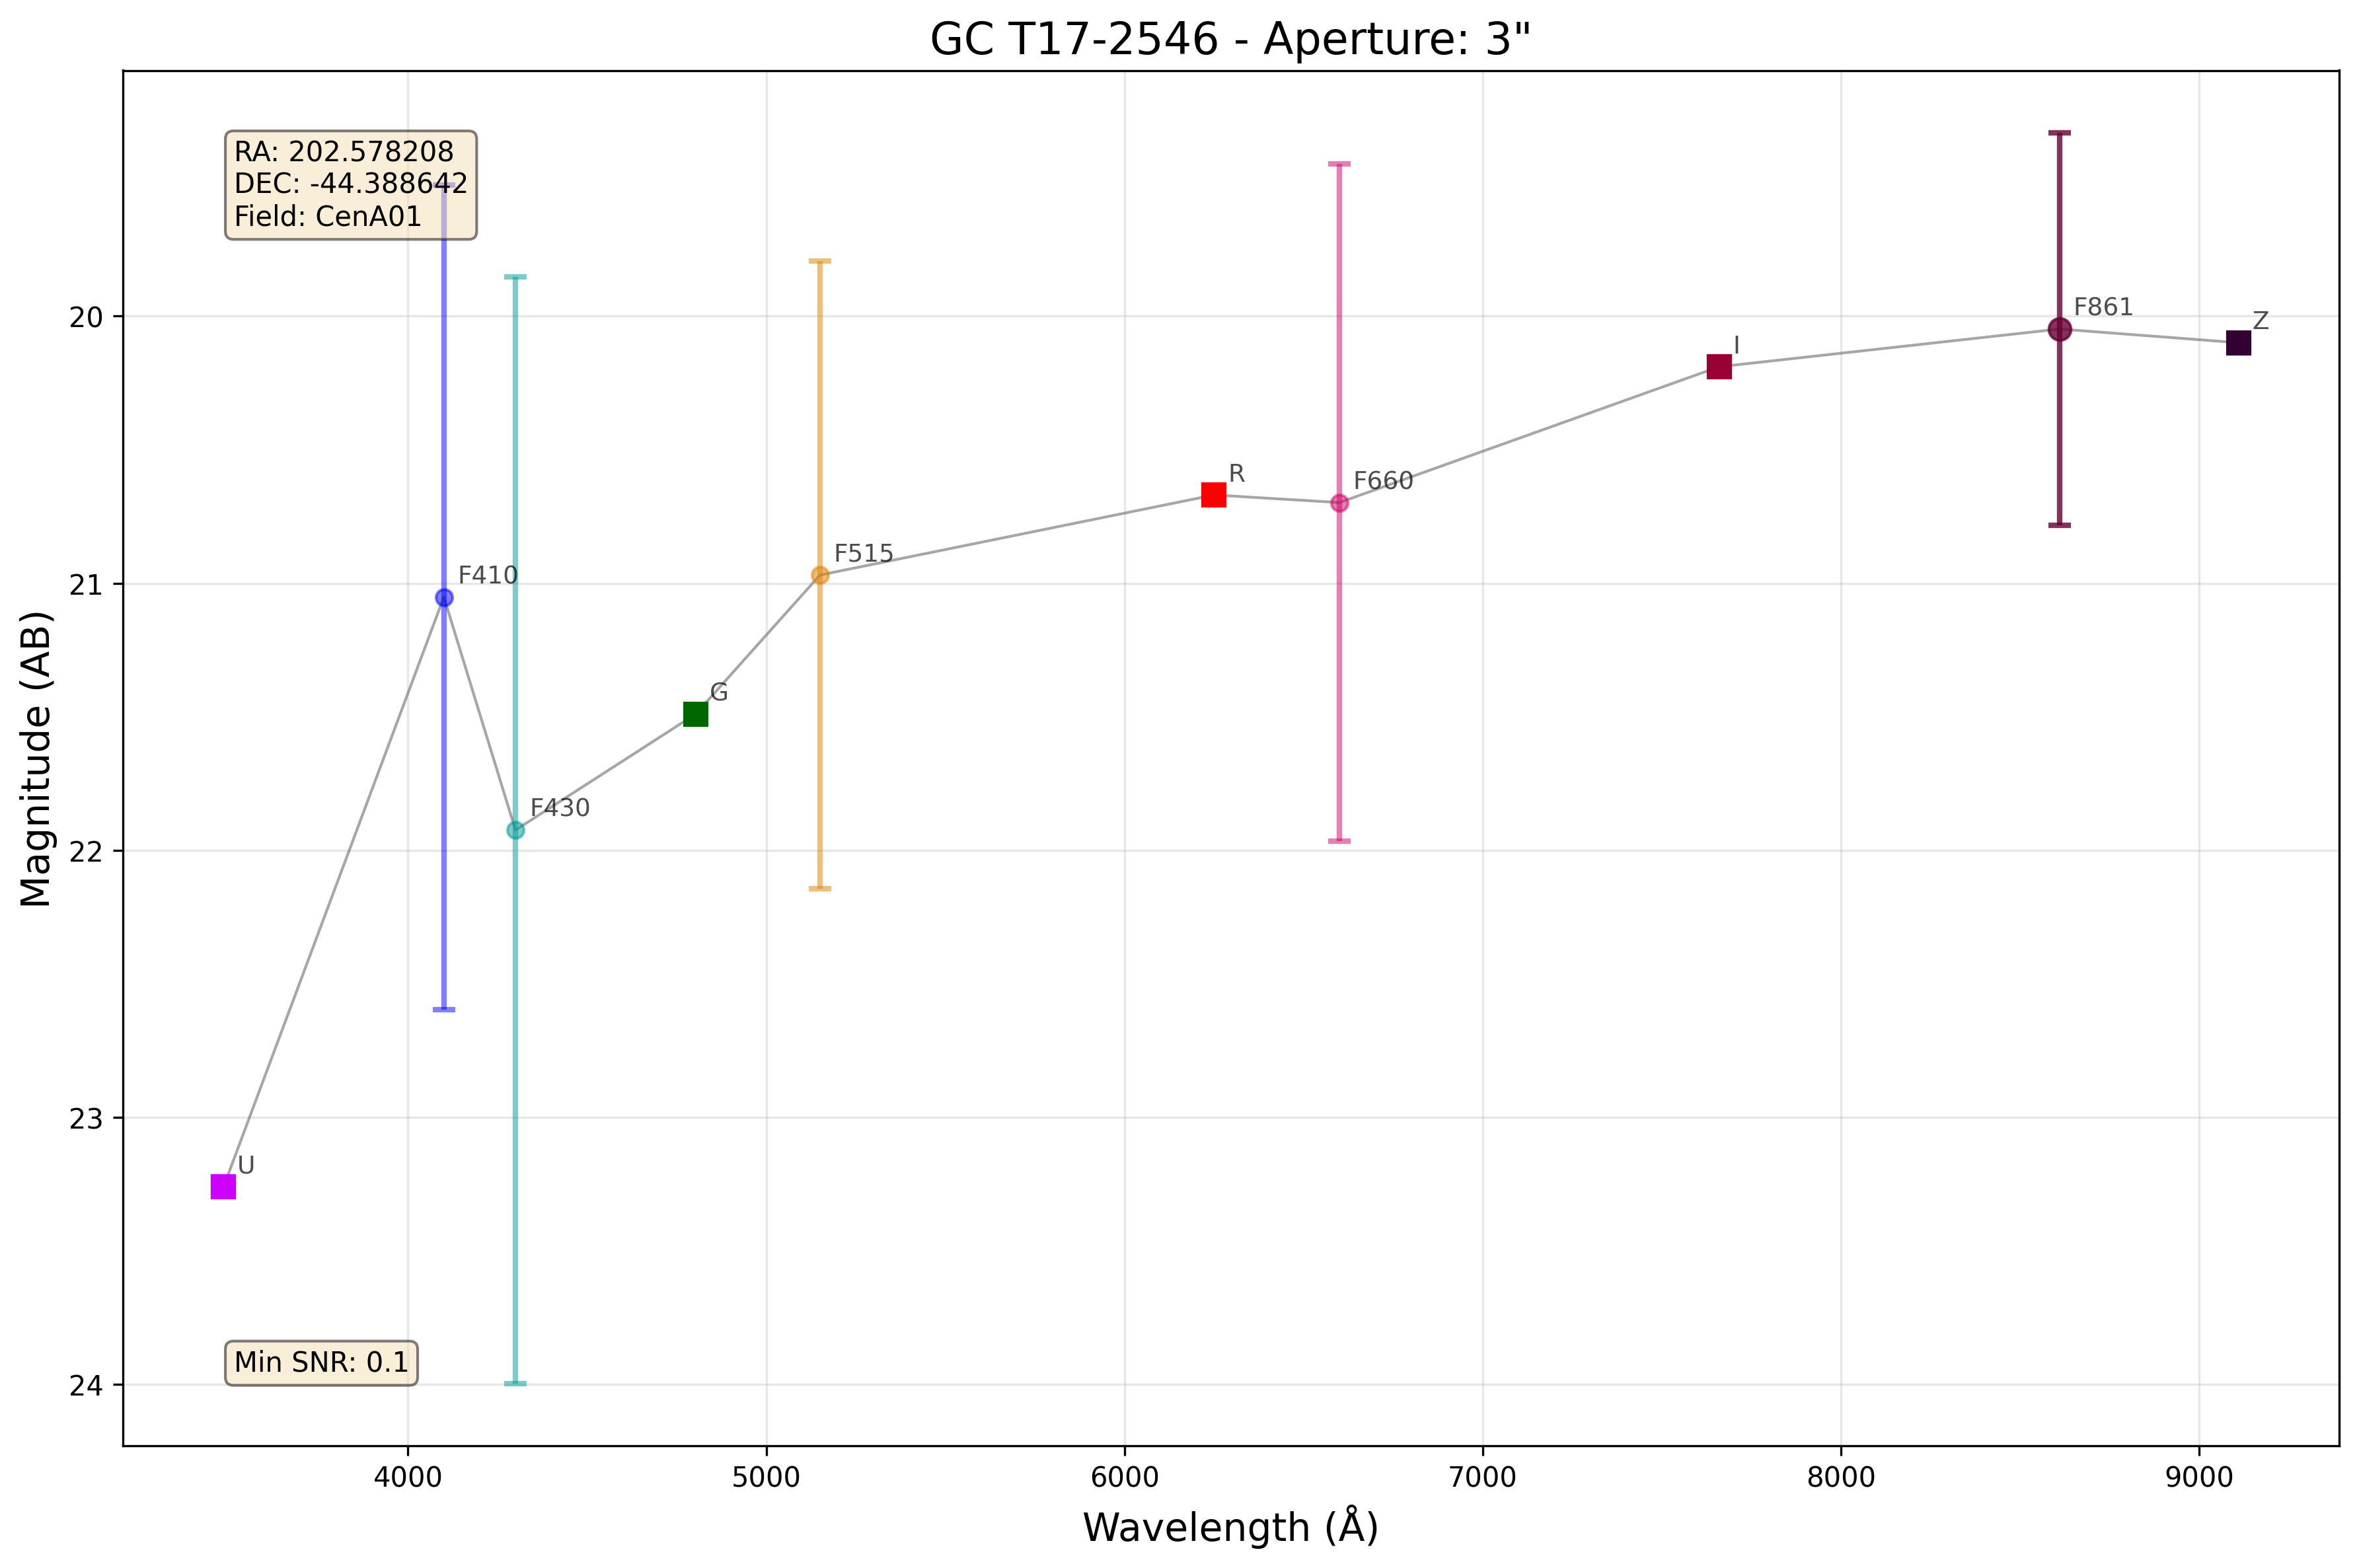 GC T17-2546 - Aperture: 3"
RA: 202.578208
DEC: -44.388642
Field: CenA01
F861
Z
I
R
F660
F515
F410
G
F430
U
Min SNR: 0.1
20
21
22
23
24
Magnitude (AB)
4000
5000
6000
7000
8000
9000
Wavelength (Å)